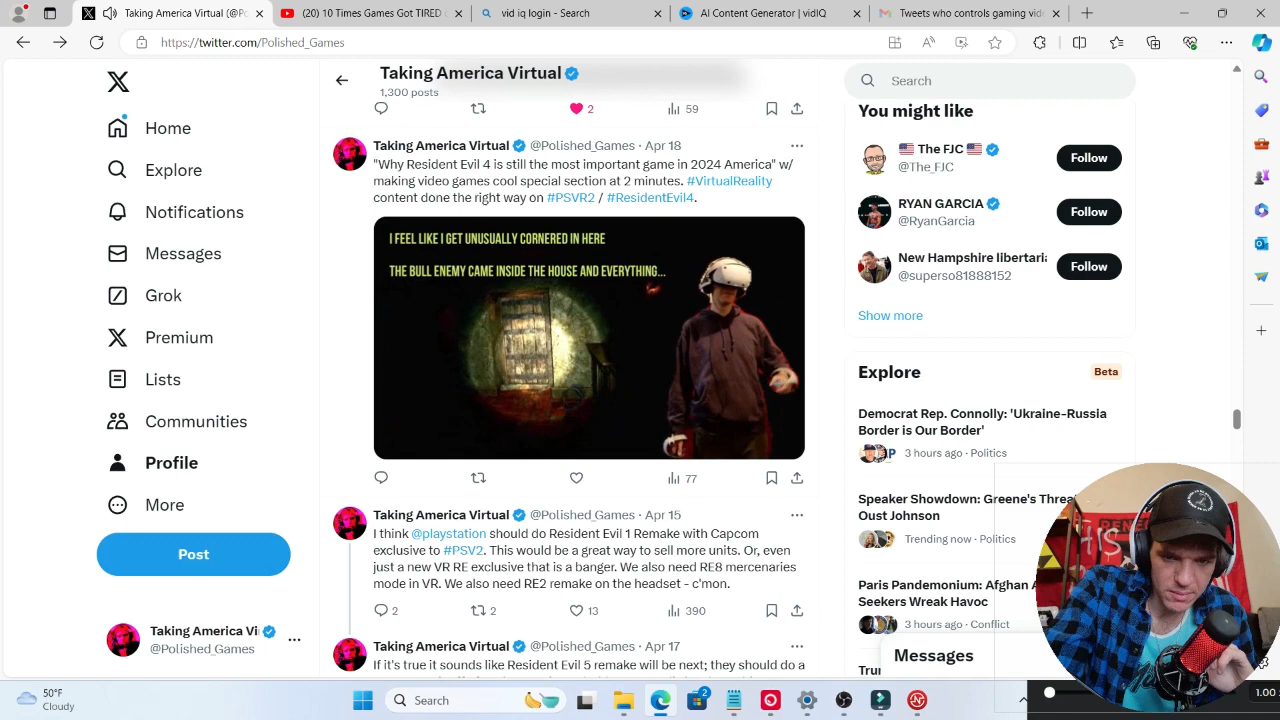 Taking America Virtual (@Po
(20) 10 Times Games Got TIRED o
vid iq login - Search
AI Content Generator | vidIQ
Tweets who controls gaming vide
https://twitter.com/Polished_Games
Taking America Virtual
1,300 posts
Search
Home
Explore
Notifications
Messages
Grok
Premium
Lists
Communities
Profile
More
Post
Taking America Vi
@Polished_Games
2
59
Taking America Virtual @Polished_Games · Apr 18
"Why Resident Evil 4 is still the most important game in 2024 America" w/
making video games cool special section at 2 minutes. #VirtualReality
content done the right way on #PSVR2 / #ResidentEvil4.
I FEEL LIKE I GET UNUSUALLY CORNERED IN HERE
THE BULL ENEMY CAME INSIDE THE HOUSE AND EVERYTHING...
77
Taking America Virtual @Polished_Games · Apr 15
I think @playstation should do Resident Evil 1 Remake with Capcom
exclusive to #PSV2. This would be a great way to sell more units. Or, even
just a new VR RE exclusive that is a banger. We also need RE8 mercenaries
mode in VR. We also need RE2 remake on the headset - c'mon.
2
2
13
390
Taking America Virtual @Polished_Games · Apr 17
If it's true it sounds like Resident Evil 5 remake will be next; they should do a
You might like
The FJC
@The_FJC
Follow
RYAN GARCIA
@RyanGarcia
Follow
New Hampshire libertaria
@superso81888152
Follow
Show more
Explore
Beta
Democrat Rep. Connolly: 'Ukraine-Russia
Border is Our Border'
3 hours ago · Politics
Speaker Showdown: Greene's Threa
Oust Johnson
Trending now · Politics
Paris Pandemonium: Afghan A
Seekers Wreak Havoc
3 hours ago · Conflict
Trum
Messages
50°F
Cloudy
Search
2
1.00